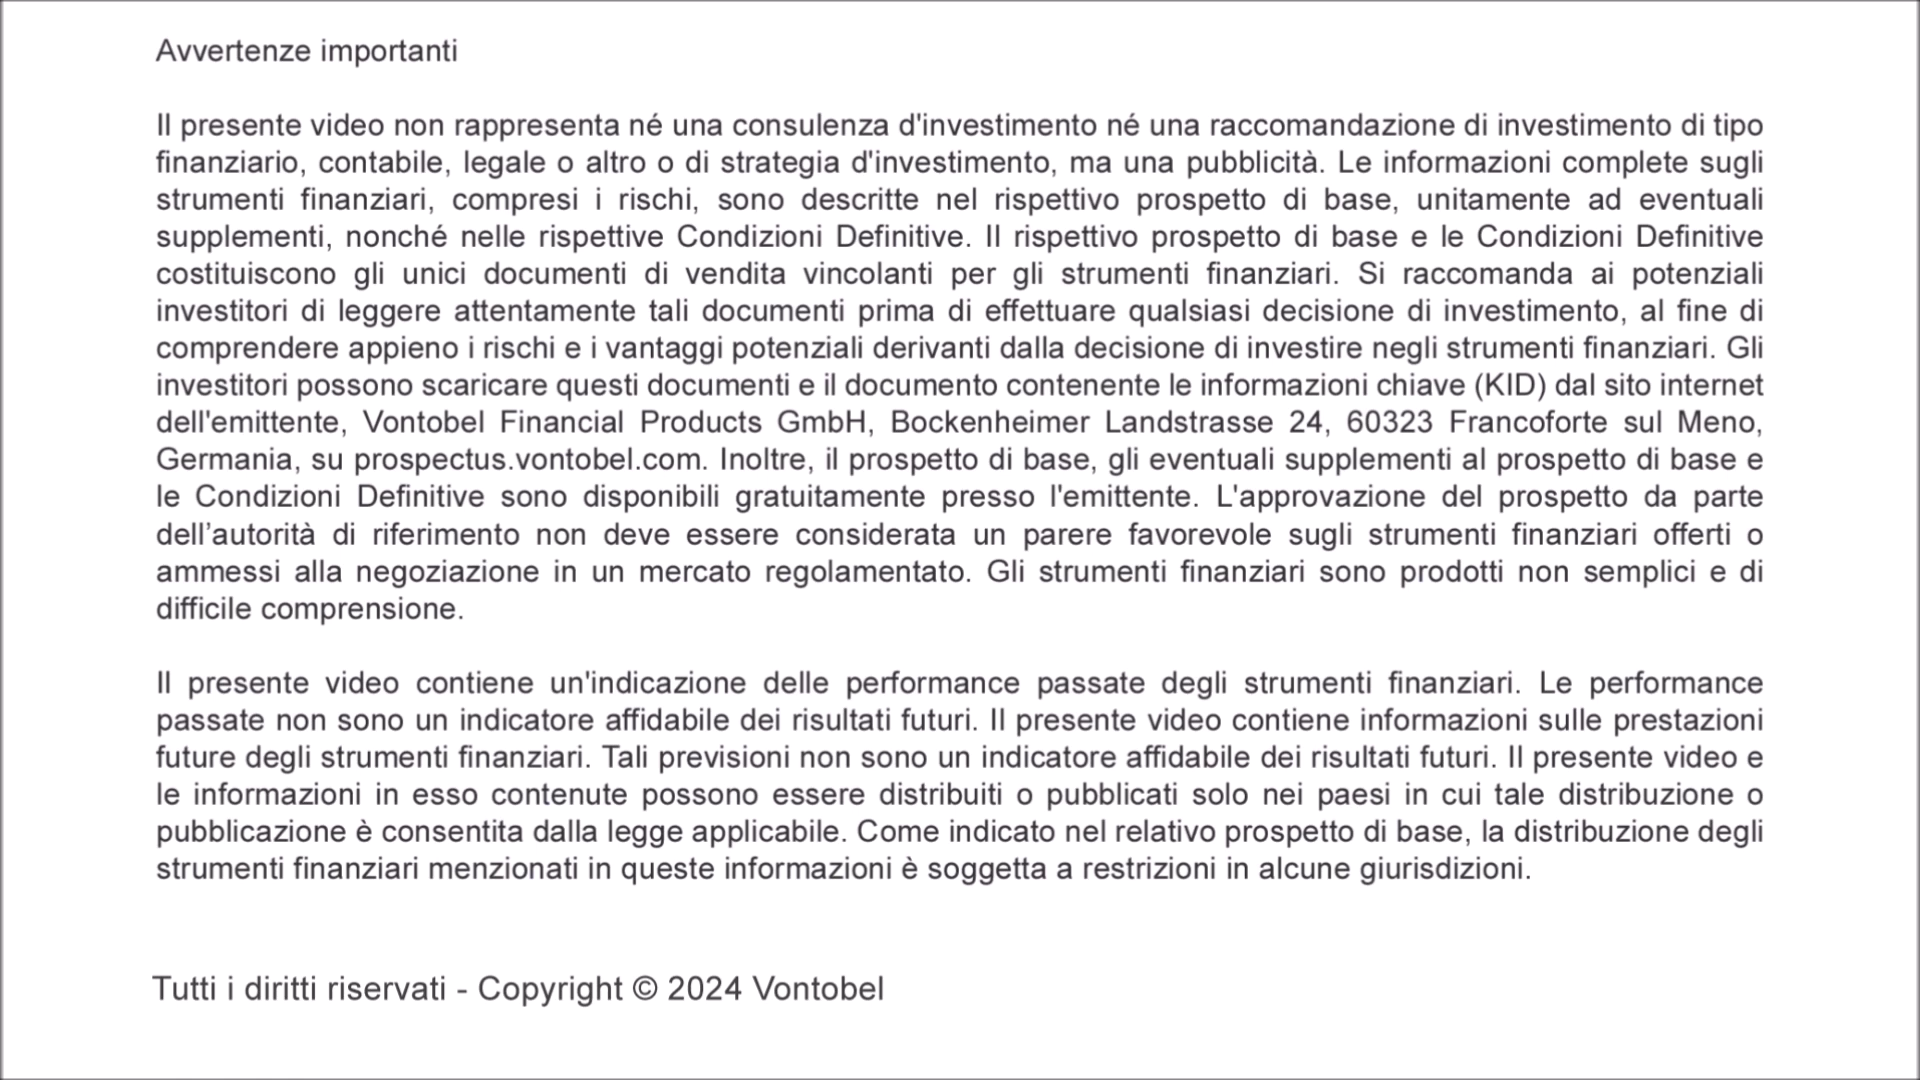 Avvertenze importanti
Il presente video non rappresenta né una consulenza d'investimento né una raccomandazione di investimento di tipo
finanziario, contabile, legale o altro o di strategia d'investimento, ma una pubblicità. Le informazioni complete sugli
strumenti finanziari, compresi i rischi, sono descritte nel rispettivo prospetto di base, unitamente ad eventuali
supplementi, nonché nelle rispettive Condizioni Definitive. Il rispettivo prospetto di base e le Condizioni Definitive
costituiscono gli unici documenti di vendita vincolanti per gli strumenti finanziari. Si raccomanda ai potenziali
investitori di leggere attentamente tali documenti prima di effettuare qualsiasi decisione di investimento, al fine di
comprendere appieno i rischi e i vantaggi potenziali derivanti dalla decisione di investire negli strumenti finanziari. Gli
investitori possono scaricare questi documenti e il documento contenente le informazioni chiave (KID) dal sito internet
dell'emittente, Vontobel Financial Products GmbH, Bockenheimer Landstrasse 24, 60323 Francoforte sul Meno,
Germania, su prospectus.vontobel.com. Inoltre, il prospetto di base, gli eventuali supplementi al prospetto di base e
le Condizioni Definitive sono disponibili gratuitamente presso l'emittente. L'approvazione del prospetto da parte
dell’autorità di riferimento non deve essere considerata un parere favorevole sugli strumenti finanziari offerti o
ammessi alla negoziazione in un mercato regolamentato. Gli strumenti finanziari sono prodotti non semplici e di
difficile comprensione.
Il presente video contiene un'indicazione delle performance passate degli strumenti finanziari. Le performance
passate non sono un indicatore affidabile dei risultati futuri. Il presente video contiene informazioni sulle prestazioni
future degli strumenti finanziari. Tali previsioni non sono un indicatore affidabile dei risultati futuri. Il presente video e
le informazioni in esso contenute possono essere distribuiti o pubblicati solo nei paesi in cui tale distribuzione o
pubblicazione è consentita dalla legge applicabile. Come indicato nel relativo prospetto di base, la distribuzione degli
strumenti finanziari menzionati in queste informazioni è soggetta a restrizioni in alcune giurisdizioni.
Tutti i diritti riservati - Copyright © 2024 Vontobel